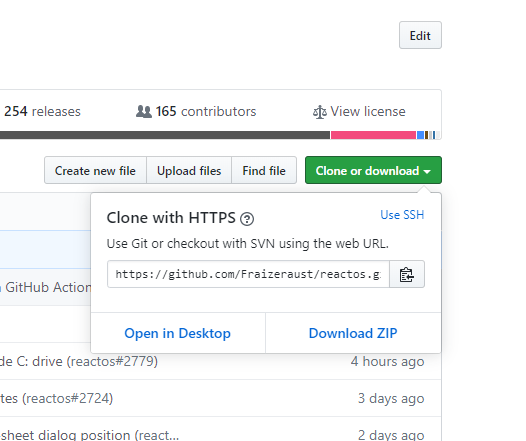 Edit
254 releases 165 contributors View license
Create new file Upload files Find file Clone or download
Clone with HTTPS Use SSH
Use Git or checkout with SVN using the web URL.
https://github.com/Fraizeraust/reactos.g
GitHub Action
Open in Desktop Download ZIP
de C: drive (reactos#2779) 4 hours ago
tes (reactos#2724) 3 days ago
sheet dialog position (react... 2 days ago